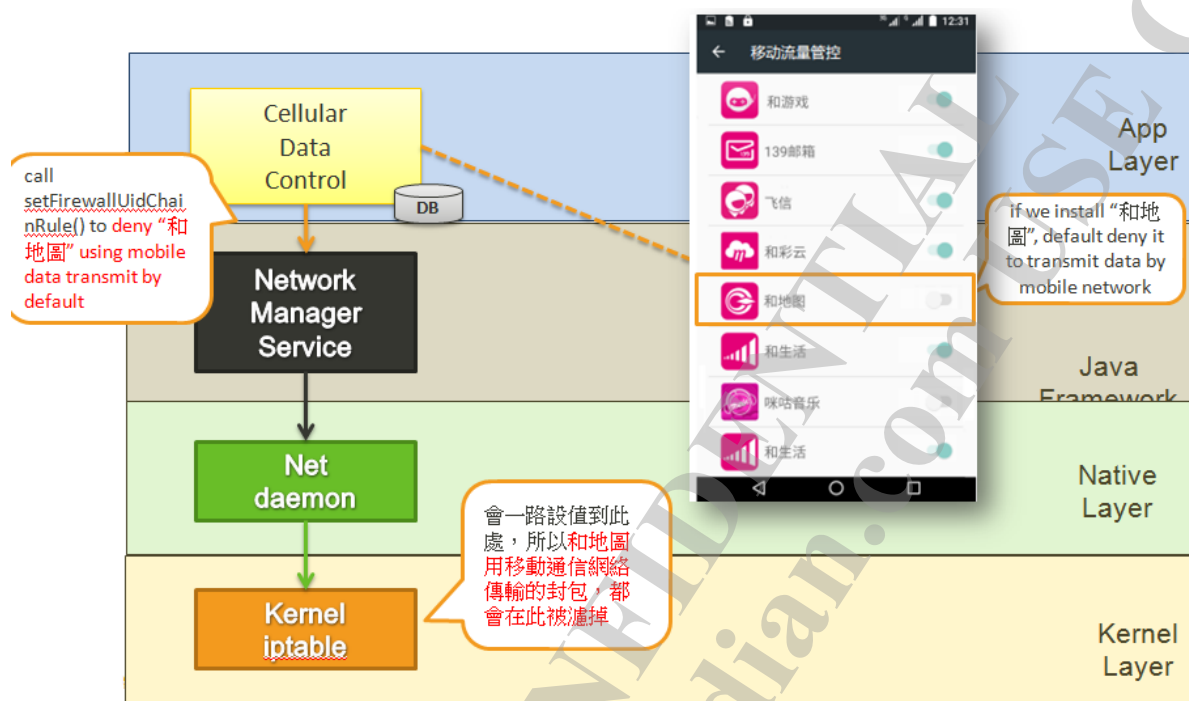 Cellular
Data
Control
DB
call
setFirewallUidChai
nRule() to deny “和
地圖” using mobile
data transmit by
default
Network
Manager
Service
Net
daemon
Kernel
iptable
會一路設值到此
處，所以和地圖
用移動通信網絡
傳輸的封包，都
會在此被濾掉
12:31
移动流量管控
和游戏
139邮箱
飞信
和彩云
和地图
和生活
咪咕音乐
和生活
if we install “和地
圖”, default deny it
to transmit data by
mobile network
App
Layer
Java
Framework
Native
Layer
Kernel
Layer